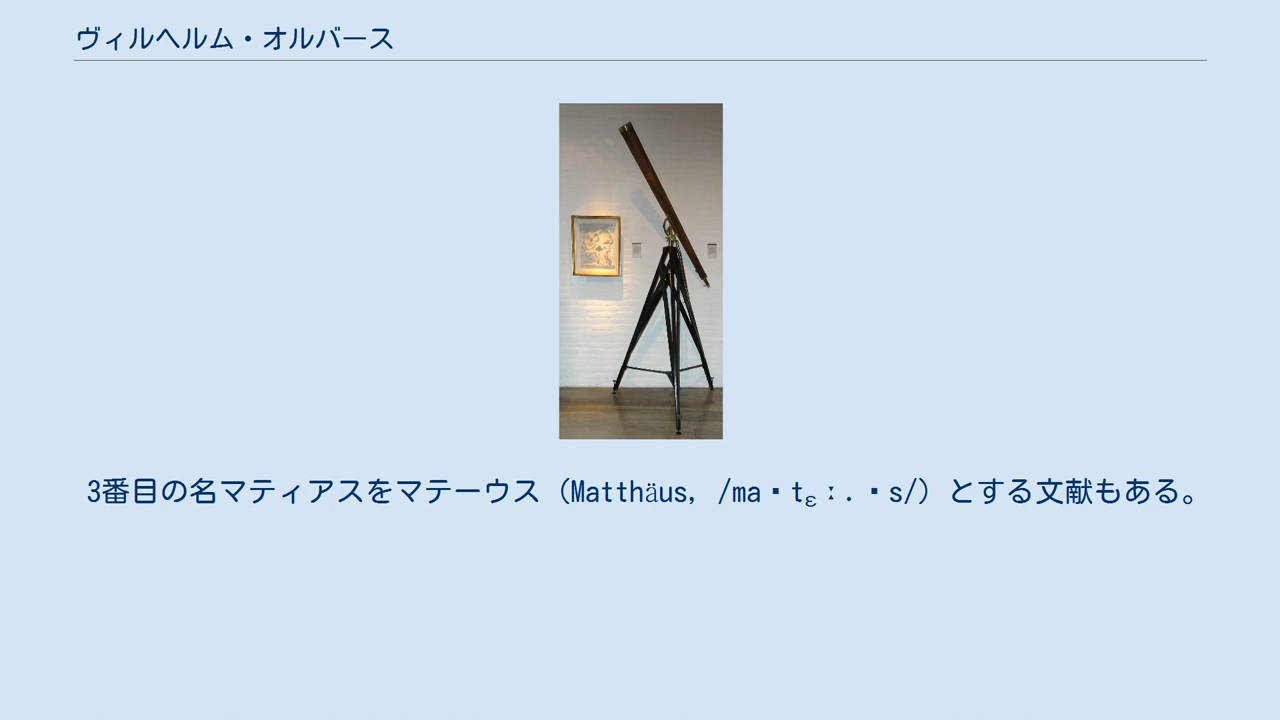 ヴィルヘルム・オルバース
3番目の名マティアスをマテーウス（Matthäus, /ma▪tεː.▪s/）とする文献もある。